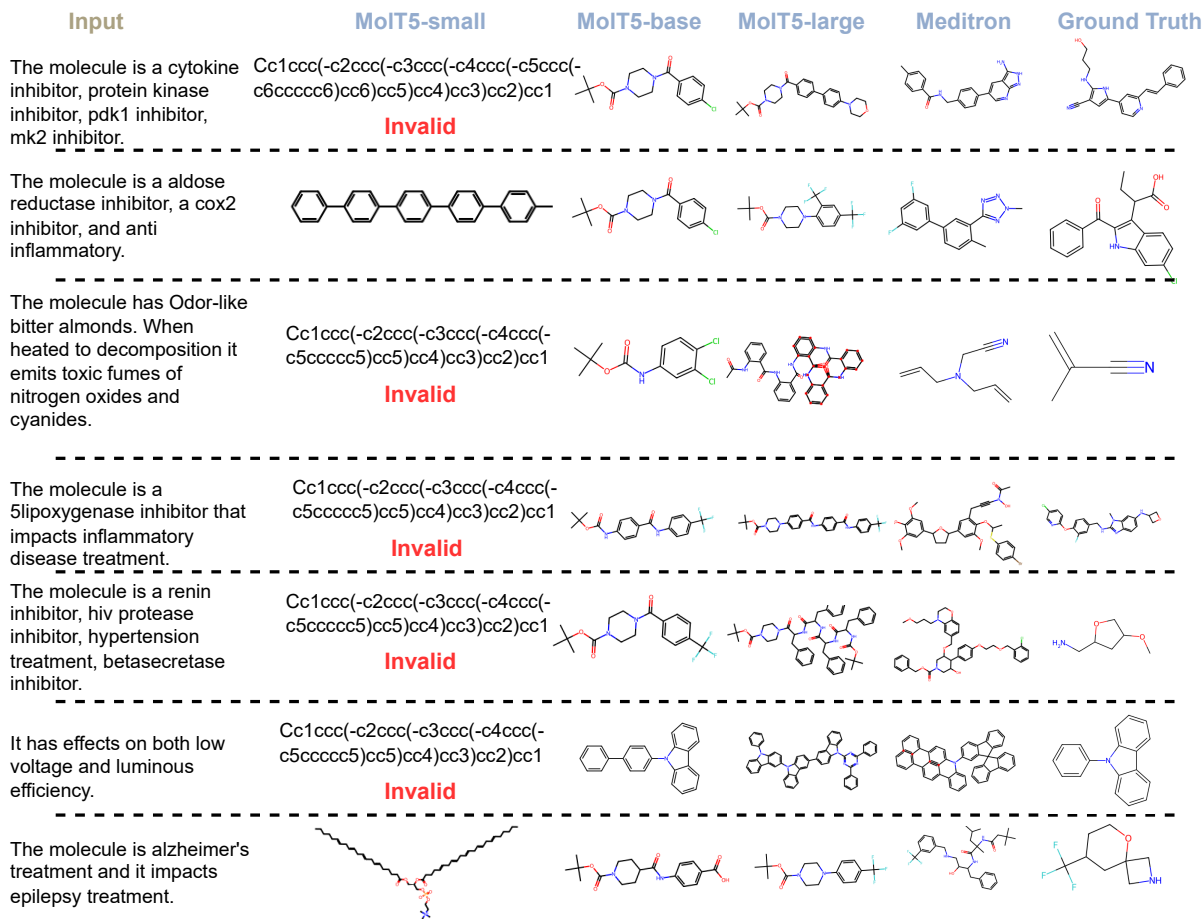 Input MolT5-small MolT5-base MolT5-large Meditron Ground Truth
The molecule is a cytokine
inhibitor, protein kinase
inhibitor, pdk1 inhibitor,
mk2 inhibitor.
Cc1ccc(-c2ccc(-c3ccc(-c4ccc(-c5ccc(-
c6ccccc6)cc6)cc5)cc4)cc3)cc2)cc1
Invalid
The molecule is a aldose
reductase inhibitor, a cox2
inhibitor, and anti
inflammatory.
The molecule has Odor-like
bitter almonds. When
heated to decomposition it
emits toxic fumes of
nitrogen oxides and
cyanides.
Cc1ccc(-c2ccc(-c3ccc(-c4ccc(-
c5ccccc5)cc5)cc4)cc3)cc2)cc1
Invalid
The molecule is a
5lipoxygenase inhibitor that
impacts inflammatory
disease treatment.
Cc1ccc(-c2ccc(-c3ccc(-c4ccc(-
c5ccccc5)cc5)cc4)cc3)cc2)cc1
Invalid
The molecule is a renin
inhibitor, hiv protease
inhibitor, hypertension
treatment, betasecretase
inhibitor.
Cc1ccc(-c2ccc(-c3ccc(-c4ccc(-
c5ccccc5)cc5)cc4)cc3)cc2)cc1
Invalid
It has effects on both low
voltage and luminous
efficiency.
Cc1ccc(-c2ccc(-c3ccc(-c4ccc(-
c5ccccc5)cc5)cc4)cc3)cc2)cc1
Invalid
The molecule is alzheimer's
treatment and it impacts
epilepsy treatment.